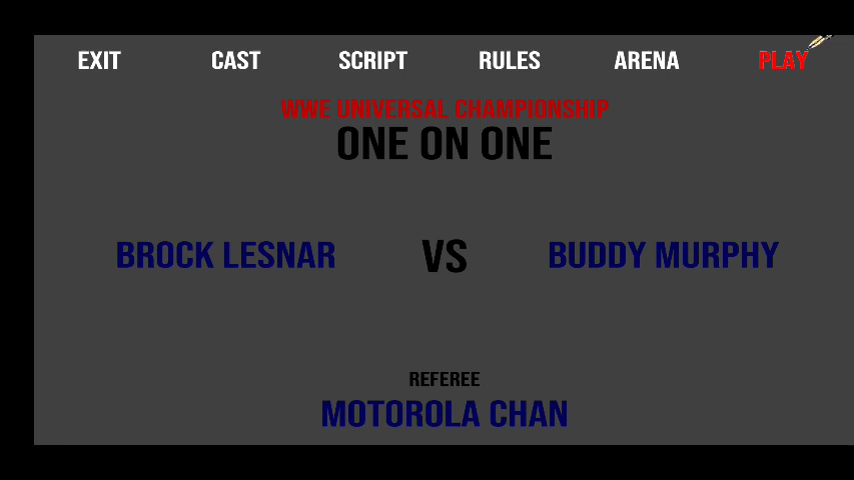 EXIT CAST SCRIPT RULES ARENA PLAY
WWE UNIVERSAL CHAMPIONSHIP
ONE ON ONE
BROCK LESNAR VS BUDDY MURPHY
REFEREE
MOTOROLA CHAN